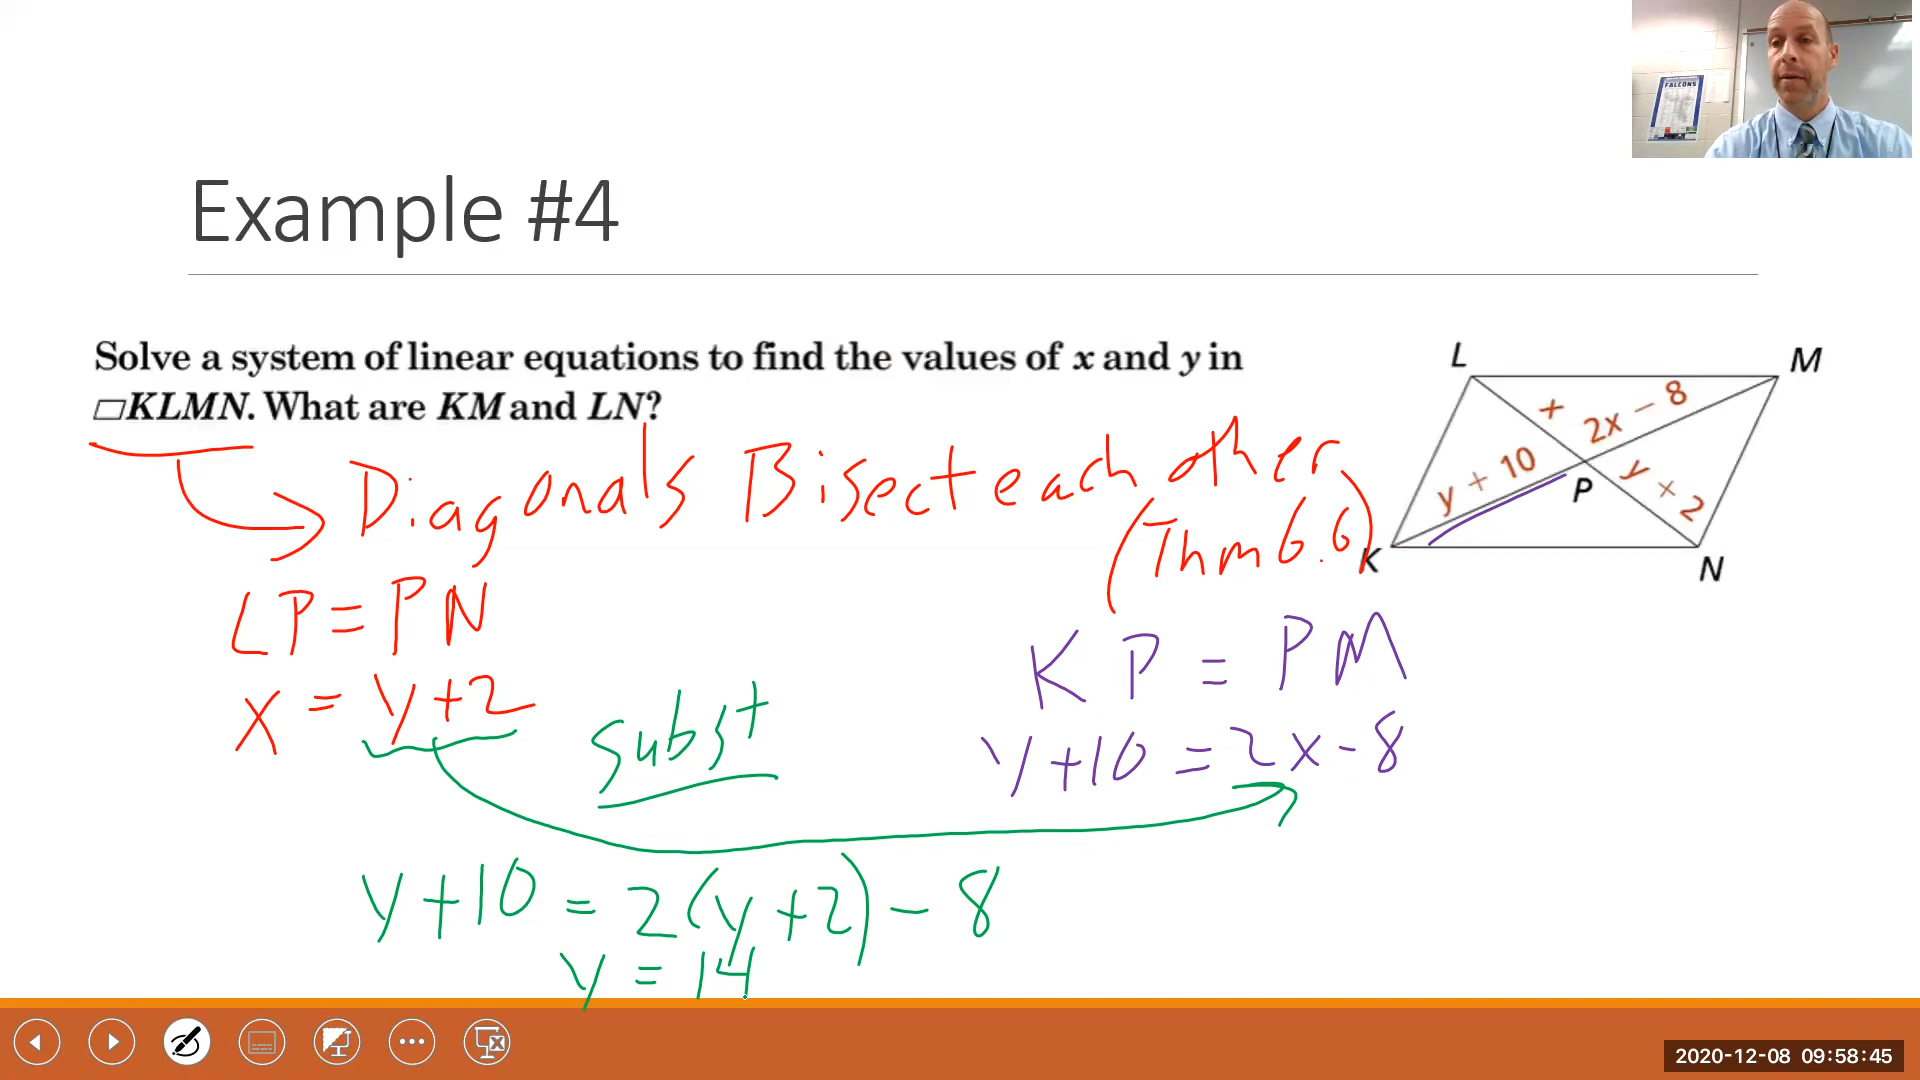 FALCONS
Example #4
Solve a system of linear equations to find the values of x and y in
▱KLMN. What are KM and LN?
L
M
x
2x − 8
y + 10
P
y + 2
K
N
Diagonals Bisect each other
(Thm 6.6)
LP = PN
x = y+2
subst
KP = PM
y+10 = 2x-8
y+10 = 2(y+2) - 8
y = 14
2020-12-08 09:58:45